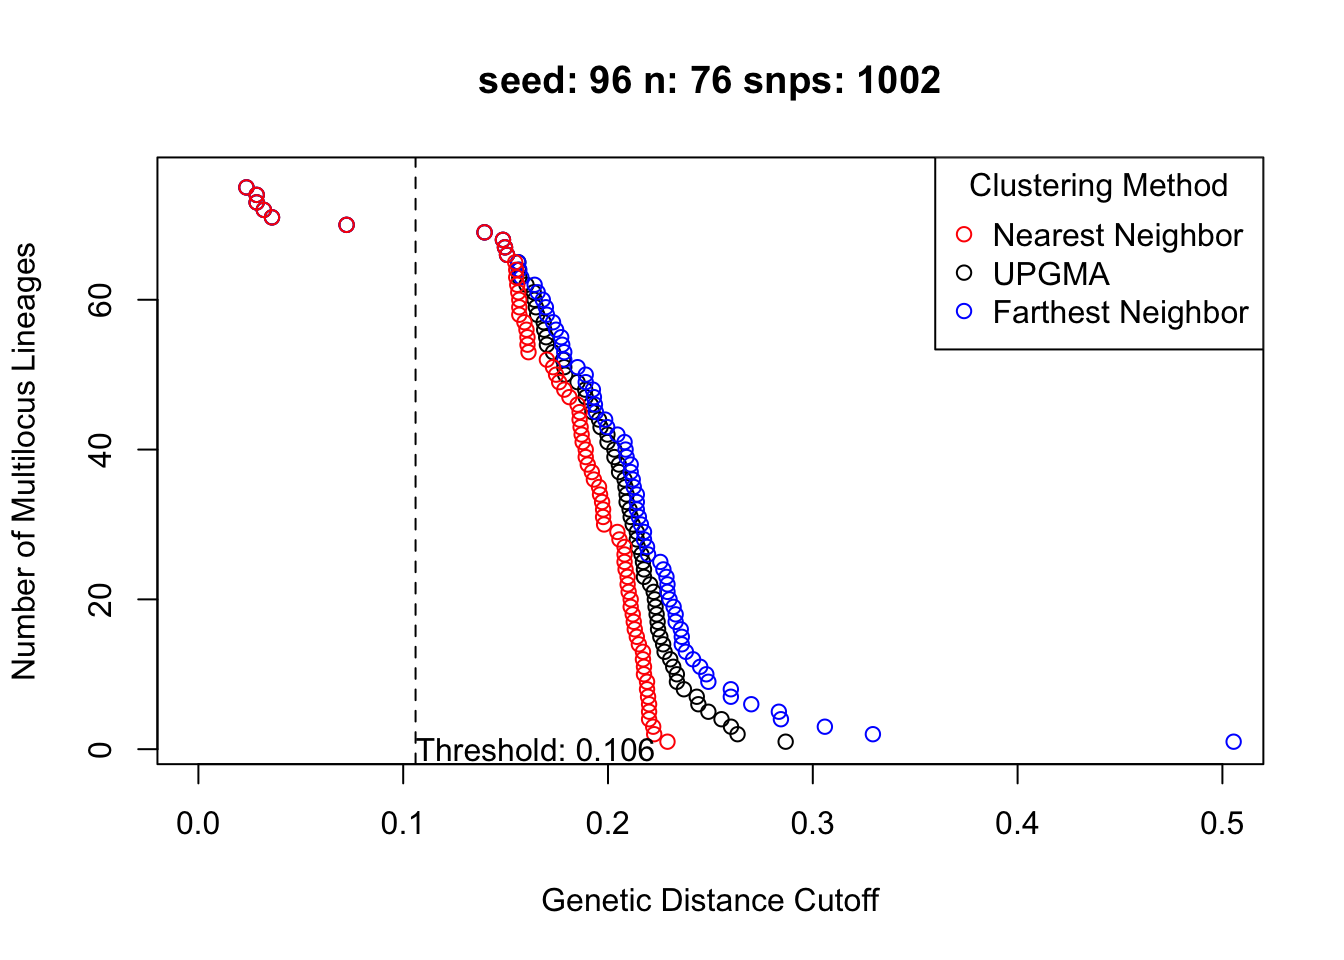 seed: 96 n: 76 snps: 1002
Clustering Method
Nearest Neighbor
UPGMA
Farthest Neighbor
Number of Multilocus Lineages
60
40
20
0
Threshold: 0.106
0.0 0.1 0.2 0.3 0.4 0.5
Genetic Distance Cutoff